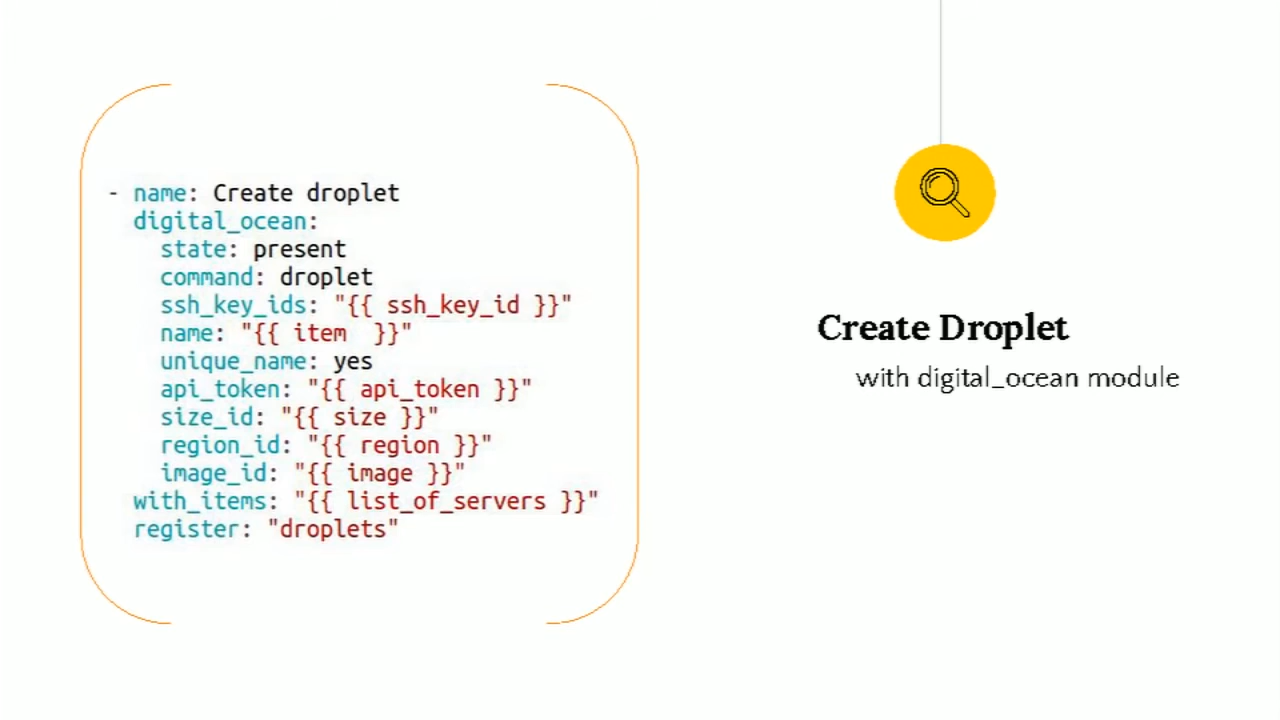 - name: Create droplet
  digital_ocean:
    state: present
    command: droplet
    ssh_key_ids: "{{ ssh_key_id }}"
    name: "{{ item  }}"
    unique_name: yes
    api_token: "{{ api_token }}"
    size_id: "{{ size }}"
    region_id: "{{ region }}"
    image_id: "{{ image }}"
  with_items: "{{ list_of_servers }}"
  register: "droplets"
Create Droplet
with digital_ocean module